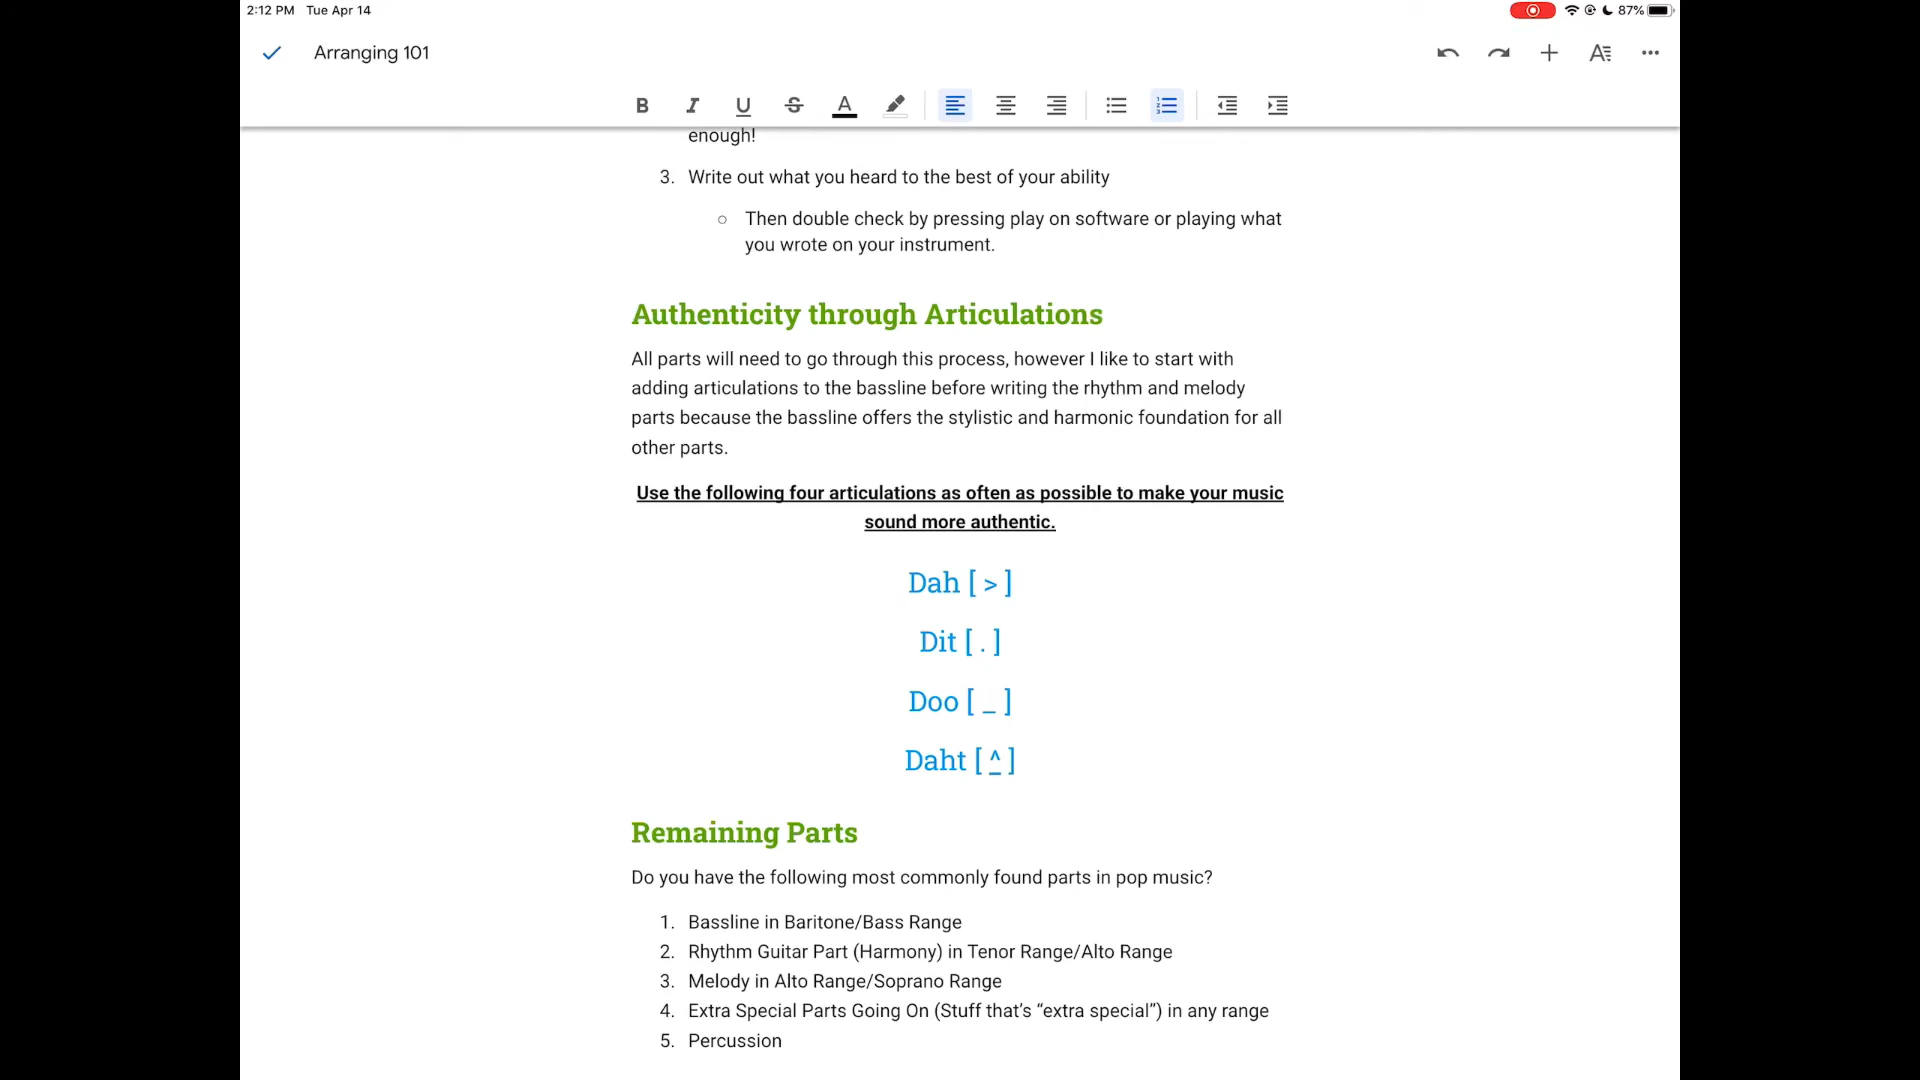 2:12 PM Tue Apr 14
87%
Arranging 101
B I U S A
enough!
3. Write out what you heard to the best of your ability
○ Then double check by pressing play on software or playing what
you wrote on your instrument.
Authenticity through Articulations
All parts will need to go through this process, however I like to start with
adding articulations to the bassline before writing the rhythm and melody
parts because the bassline offers the stylistic and harmonic foundation for all
other parts.
Use the following four articulations as often as possible to make your music
sound more authentic.
Dah [ > ]
Dit [ . ]
Doo [ _ ]
Daht [ ^ ]
Remaining Parts
Do you have the following most commonly found parts in pop music?
1. Bassline in Baritone/Bass Range
2. Rhythm Guitar Part (Harmony) in Tenor Range/Alto Range
3. Melody in Alto Range/Soprano Range
4. Extra Special Parts Going On (Stuff that’s “extra special”) in any range
5. Percussion